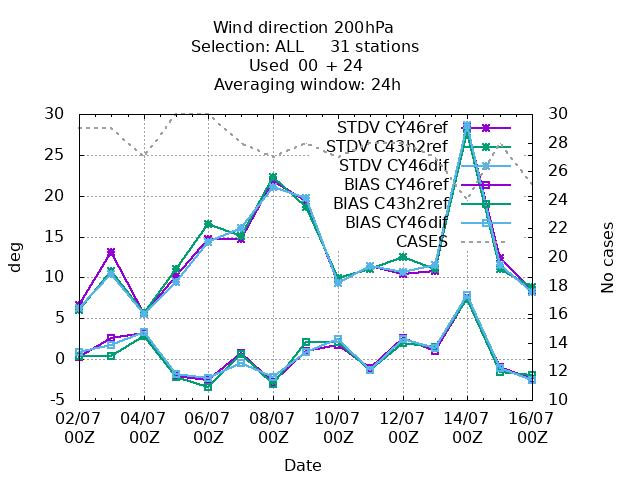 Wind direction 200hPa
Selection: ALL 31 stations
Used 00 + 24
Averaging window: 24h
30 30
STDV CY46ref
28
STDV C43h2ref
25
26
STDV CY46dif
BIAS CY46ref
24
20
BIAS C43h2ref
22
BIAS CY46dif
CASES
15
20
deg
No cases
10
18
5
16
14
0
12
-5 10
02/07 04/07 06/07 08/07 10/07 12/07 14/07 16/07
00Z 00Z 00Z 00Z 00Z 00Z 00Z 00Z
Date